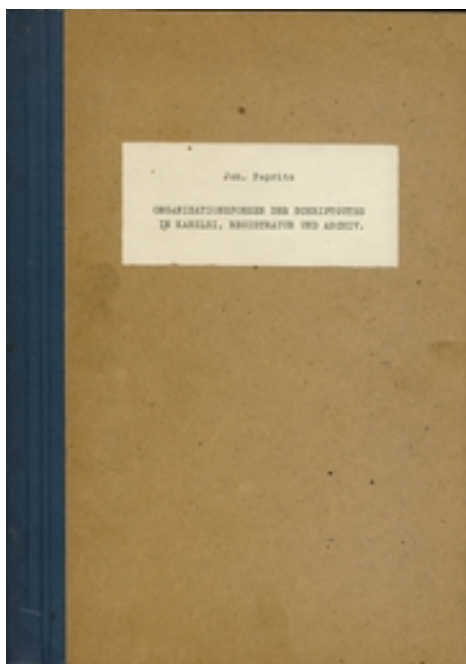 Joh. Papritz
ORGANISATIONSFORMEN DES SCHRIFTGUTES
IN KANZLEI, REGISTRATUR UND ARCHIV.